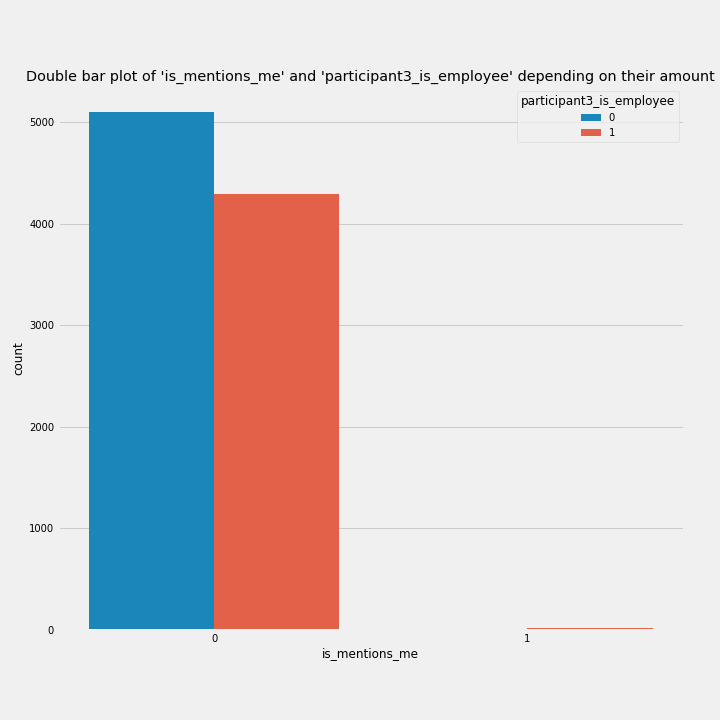 Double bar plot of 'is_mentions_me' and 'participant3_is_employee' depending on their amount
participant3_is_employee
0
1
5000
4000
3000
2000
1000
0
count
0
1
is_mentions_me